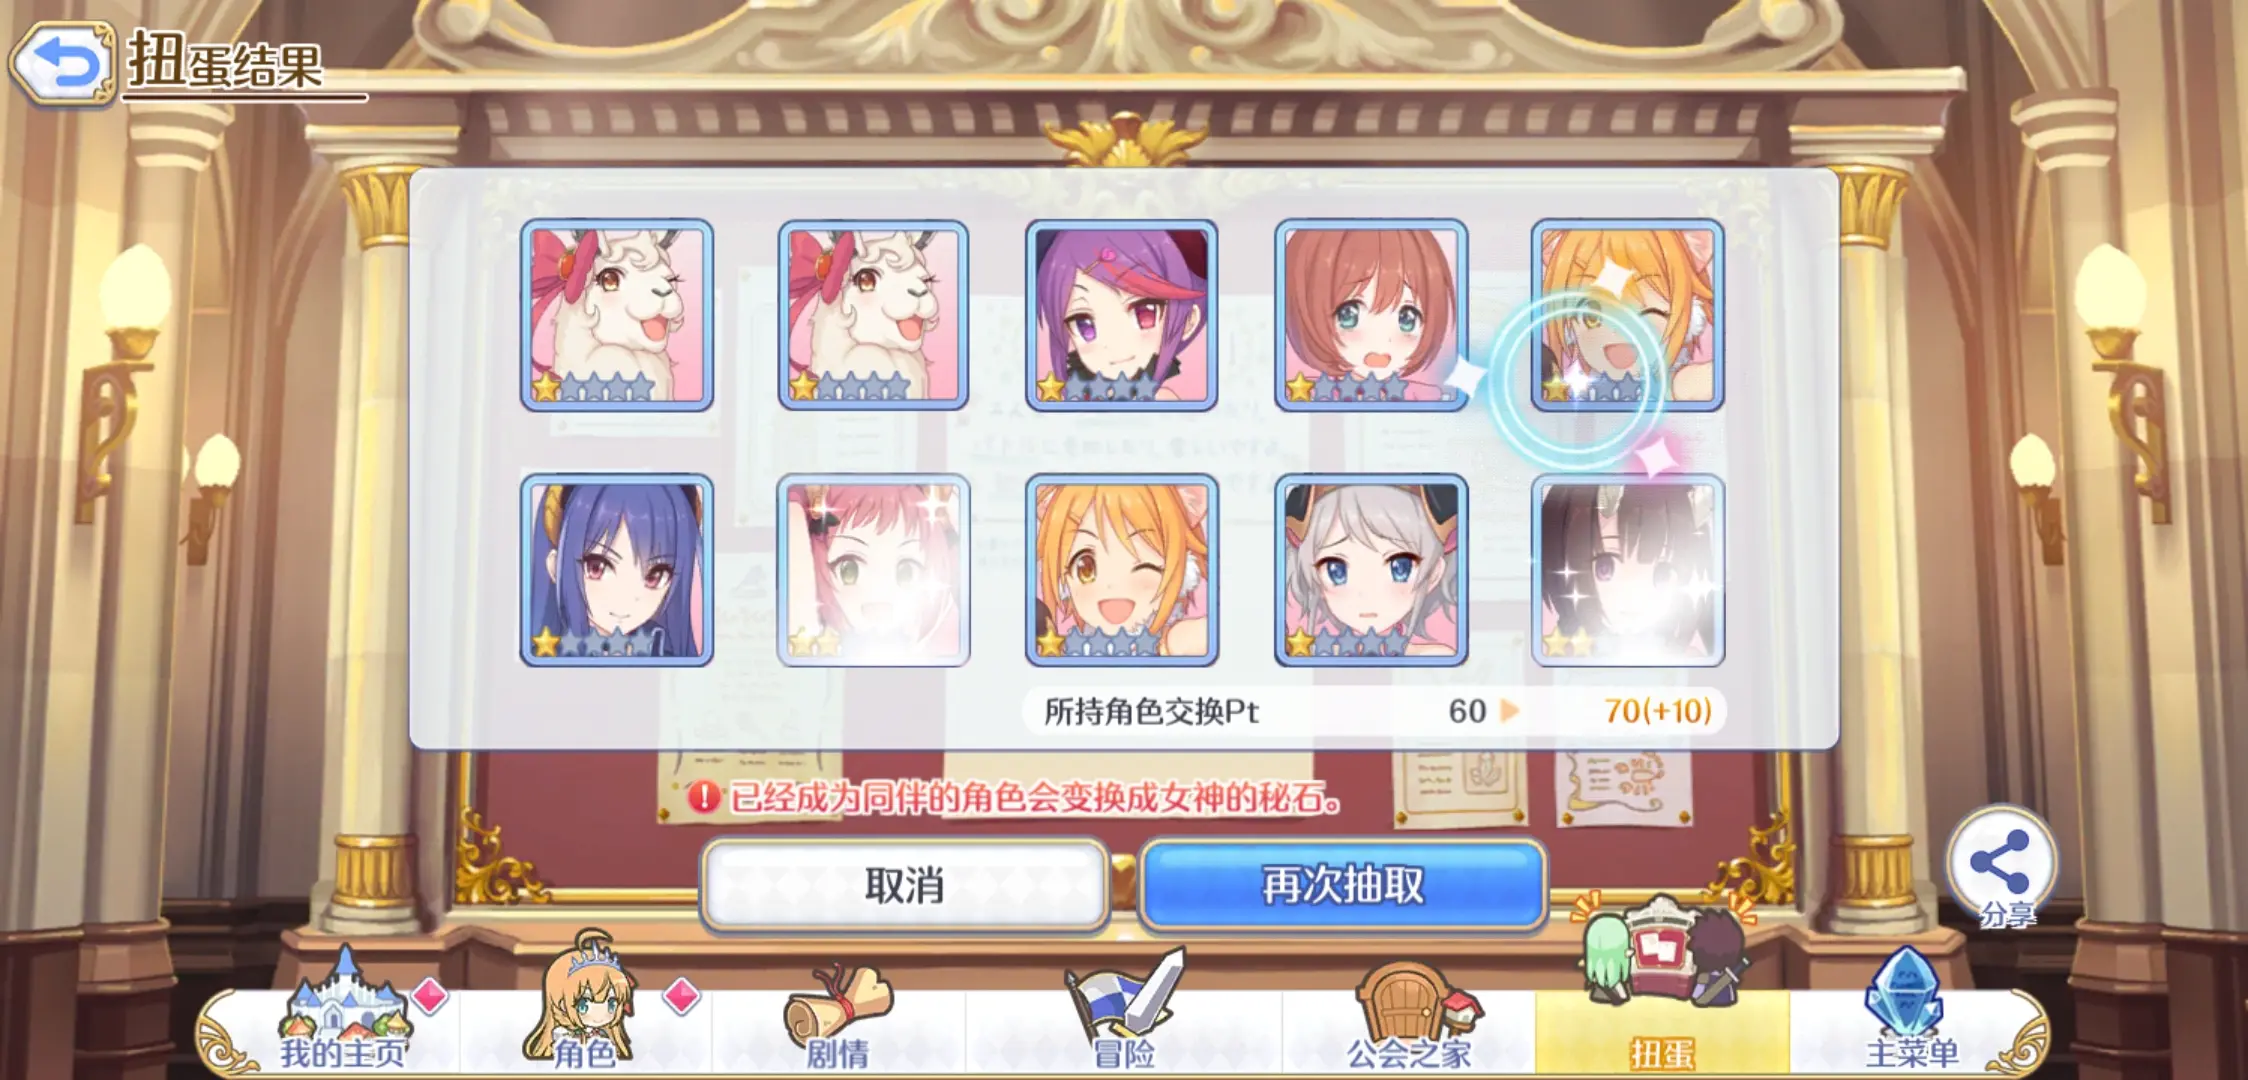 扭蛋结果
所持角色交换Pt 60 70(+10)
已经成为同伴的角色会变换成女神的秘石。
取消
再次抽取
分享
我的主页
角色
剧情
冒险
公会之家
扭蛋
主菜单